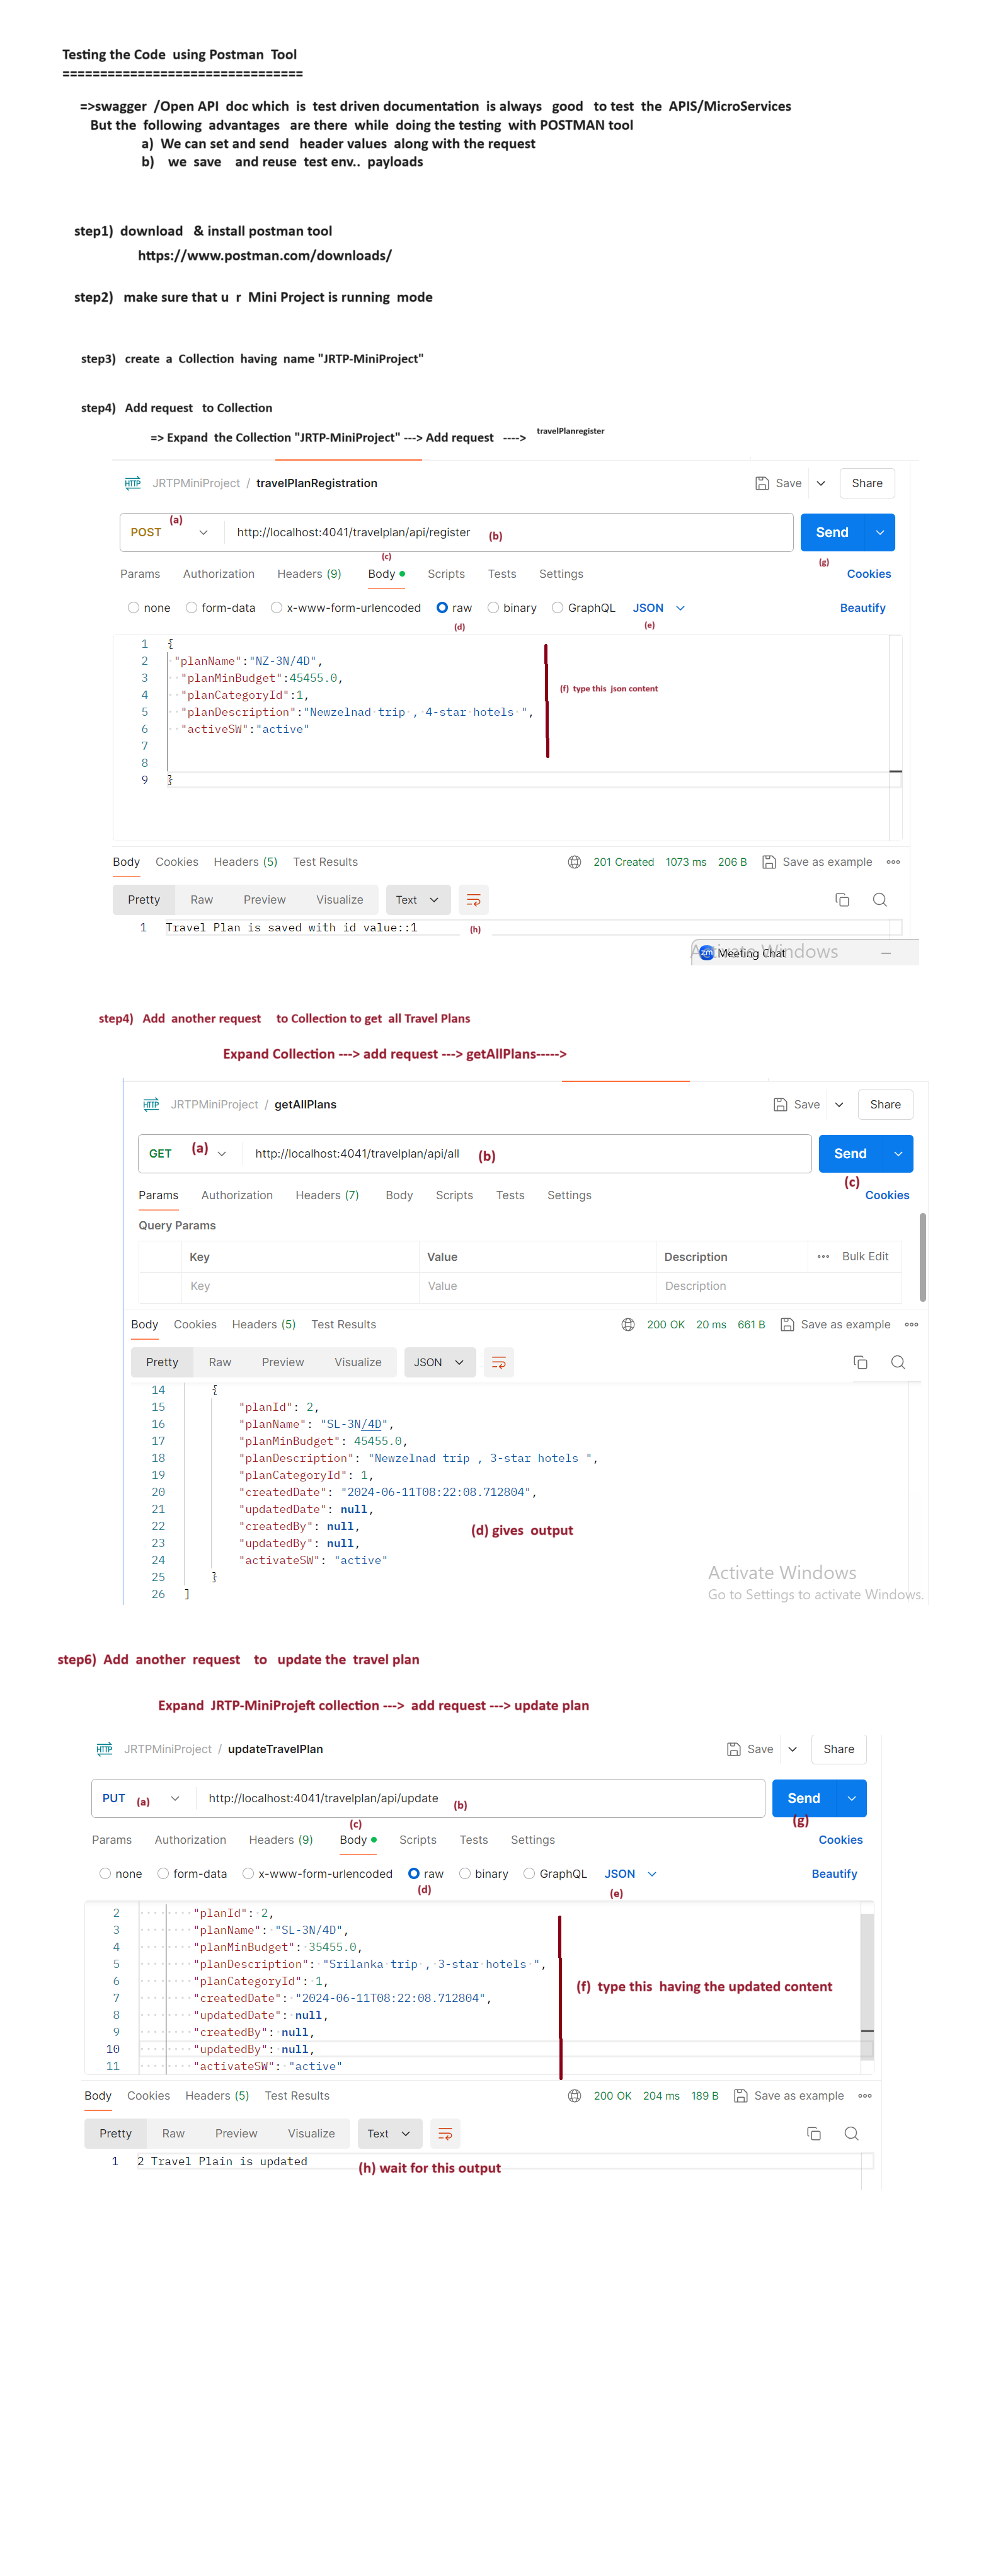 Testing the Code using Postman Tool
================================
=>swagger /Open API doc which is test driven documentation is always good to test the APIS/MicroServices
But the following advantages are there while doing the testing with POSTMAN tool
a) We can set and send header values along with the request
b) we save and reuse test env.. payloads
step1) download & install postman tool
https://www.postman.com/downloads/
step2) make sure that u r Mini Project is running mode
step3) create a Collection having name "JRTP-MiniProject"
step4) Add request to Collection
=> Expand the Collection "JRTP-MiniProject" ---> Add request ----> travelPlanregister
HTTP JRTPMiniProject / travelPlanRegistration Save Share
POST (a) http://localhost:4041/travelplan/api/register (b) Send
(c) (g)
Params Authorization Headers (9) Body Scripts Tests Settings Cookies
none form-data x-www-form-urlencoded raw binary GraphQL JSON Beautify
(d) (e)
1 {
2 "planName":"NZ-3N/4D",
3 "planMinBudget":45455.0,
4 "planCategoryId":1,
(f) type this json content
5 "planDescription":"Newzelnad trip , 4-star hotels ",
6 "activeSW":"active"
7
8
9 }
Body Cookies Headers (5) Test Results 201 Created 1073 ms 206 B Save as example
Pretty Raw Preview Visualize Text
1 Travel Plan is saved with id value::1 (h)
Activate Windows
zm Meeting Chat
step4) Add another request to Collection to get all Travel Plans
Expand Collection ---> add request ---> getAllPlans----->
HTTP JRTPMiniProject / getAllPlans Save Share
GET (a) http://localhost:4041/travelplan/api/all (b) Send
(c)
Params Authorization Headers (7) Body Scripts Tests Settings Cookies
Query Params
Key Value Description Bulk Edit
Key Value Description
Body Cookies Headers (5) Test Results 200 OK 20 ms 661 B Save as example
Pretty Raw Preview Visualize JSON
14 {
15 "planId": 2,
16 "planName": "SL-3N/4D",
17 "planMinBudget": 45455.0,
18 "planDescription": "Newzelnad trip , 3-star hotels ",
19 "planCategoryId": 1,
20 "createdDate": "2024-06-11T08:22:08.712804",
21 "updatedDate": null,
22 "createdBy": null,
(d) gives output
23 "updatedBy": null,
24 "activateSW": "active"
25 }
26 ]
Activate Windows
Go to Settings to activate Windows.
step6) Add another request to update the travel plan
Expand JRTP-MiniProjeft collection ---> add request ---> update plan
HTTP JRTPMiniProject / updateTravelPlan Save Share
PUT (a) http://localhost:4041/travelplan/api/update (b) Send
(c) (g)
Params Authorization Headers (9) Body Scripts Tests Settings Cookies
none form-data x-www-form-urlencoded raw binary GraphQL JSON Beautify
(d) (e)
2 "planId": 2,
3 "planName": "SL-3N/4D",
4 "planMinBudget": 35455.0,
5 "planDescription": "Srilanka trip , 3-star hotels ",
6 "planCategoryId": 1,
(f) type this having the updated content
7 "createdDate": "2024-06-11T08:22:08.712804",
8 "updatedDate": null,
9 "createdBy": null,
10 "updatedBy": null,
11 "activateSW": "active"
Body Cookies Headers (5) Test Results 200 OK 204 ms 189 B Save as example
Pretty Raw Preview Visualize Text
1 2 Travel Plain is updated
(h) wait for this output